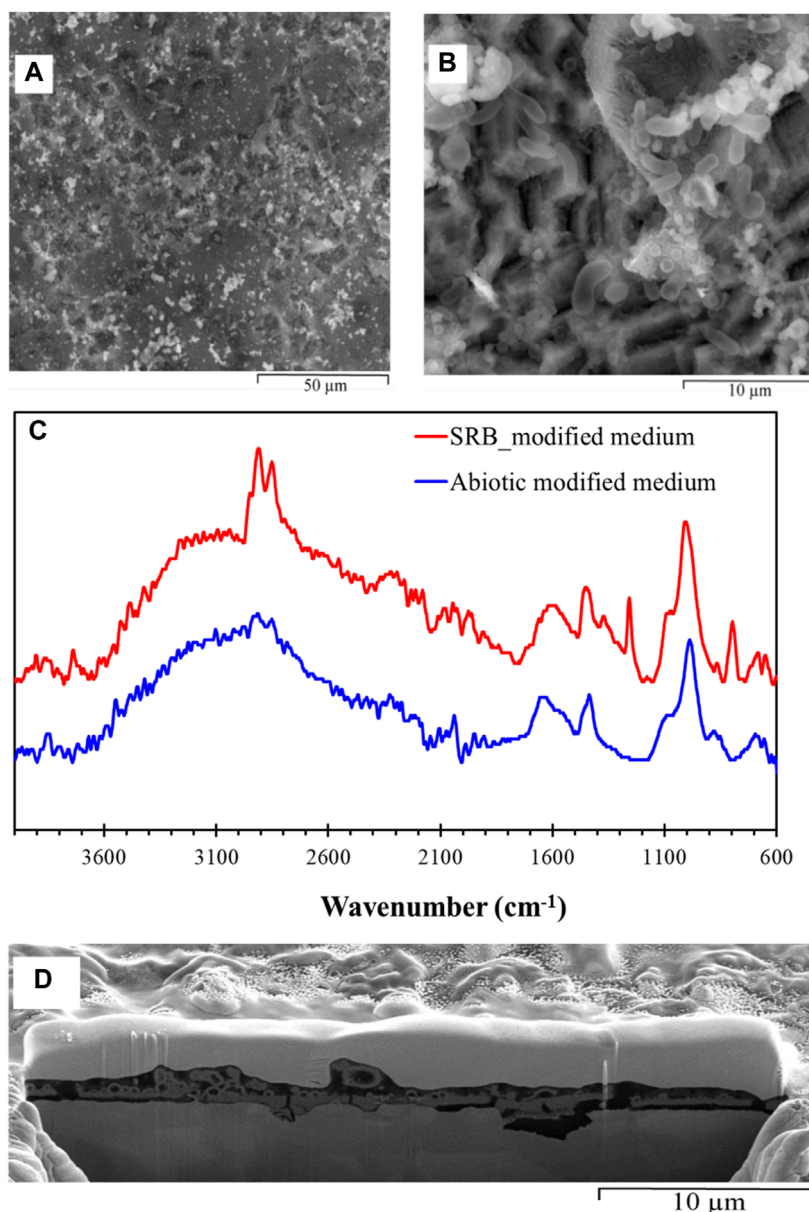 A
B
50 µm
10 µm
C
SRB_modified medium
Abiotic modified medium
3600 3100 2600 2100 1600 1100 600
Wavenumber (cm-1)
D
10 µm